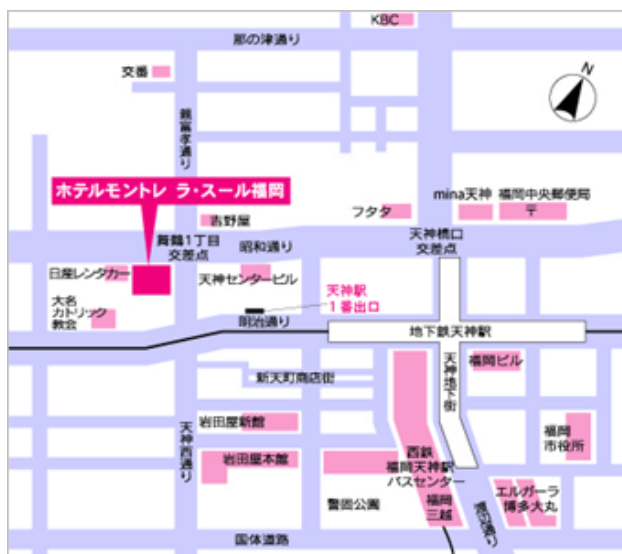 KBC
那の津通り
交番
N
親富孝通り
ホテルモントレ ラ・スール福岡
mina天神
福岡中央郵便局
〒
フタタ
吉野屋
天神橋口
交差点
舞鶴1丁目
交差点
昭和通り
日産レンタカー
天神センタービル
天神駅
1番出口
大名
カトリック
教会
明治通り
地下鉄天神駅
天神地下街
福岡ビル
新天町商店街
岩田屋新館
福岡
市役所
天神西通り
岩田屋本館
西鉄
福岡天神駅
バスセンター
エルガーラ
博多大丸
警固公園
福岡
三越
国体道路